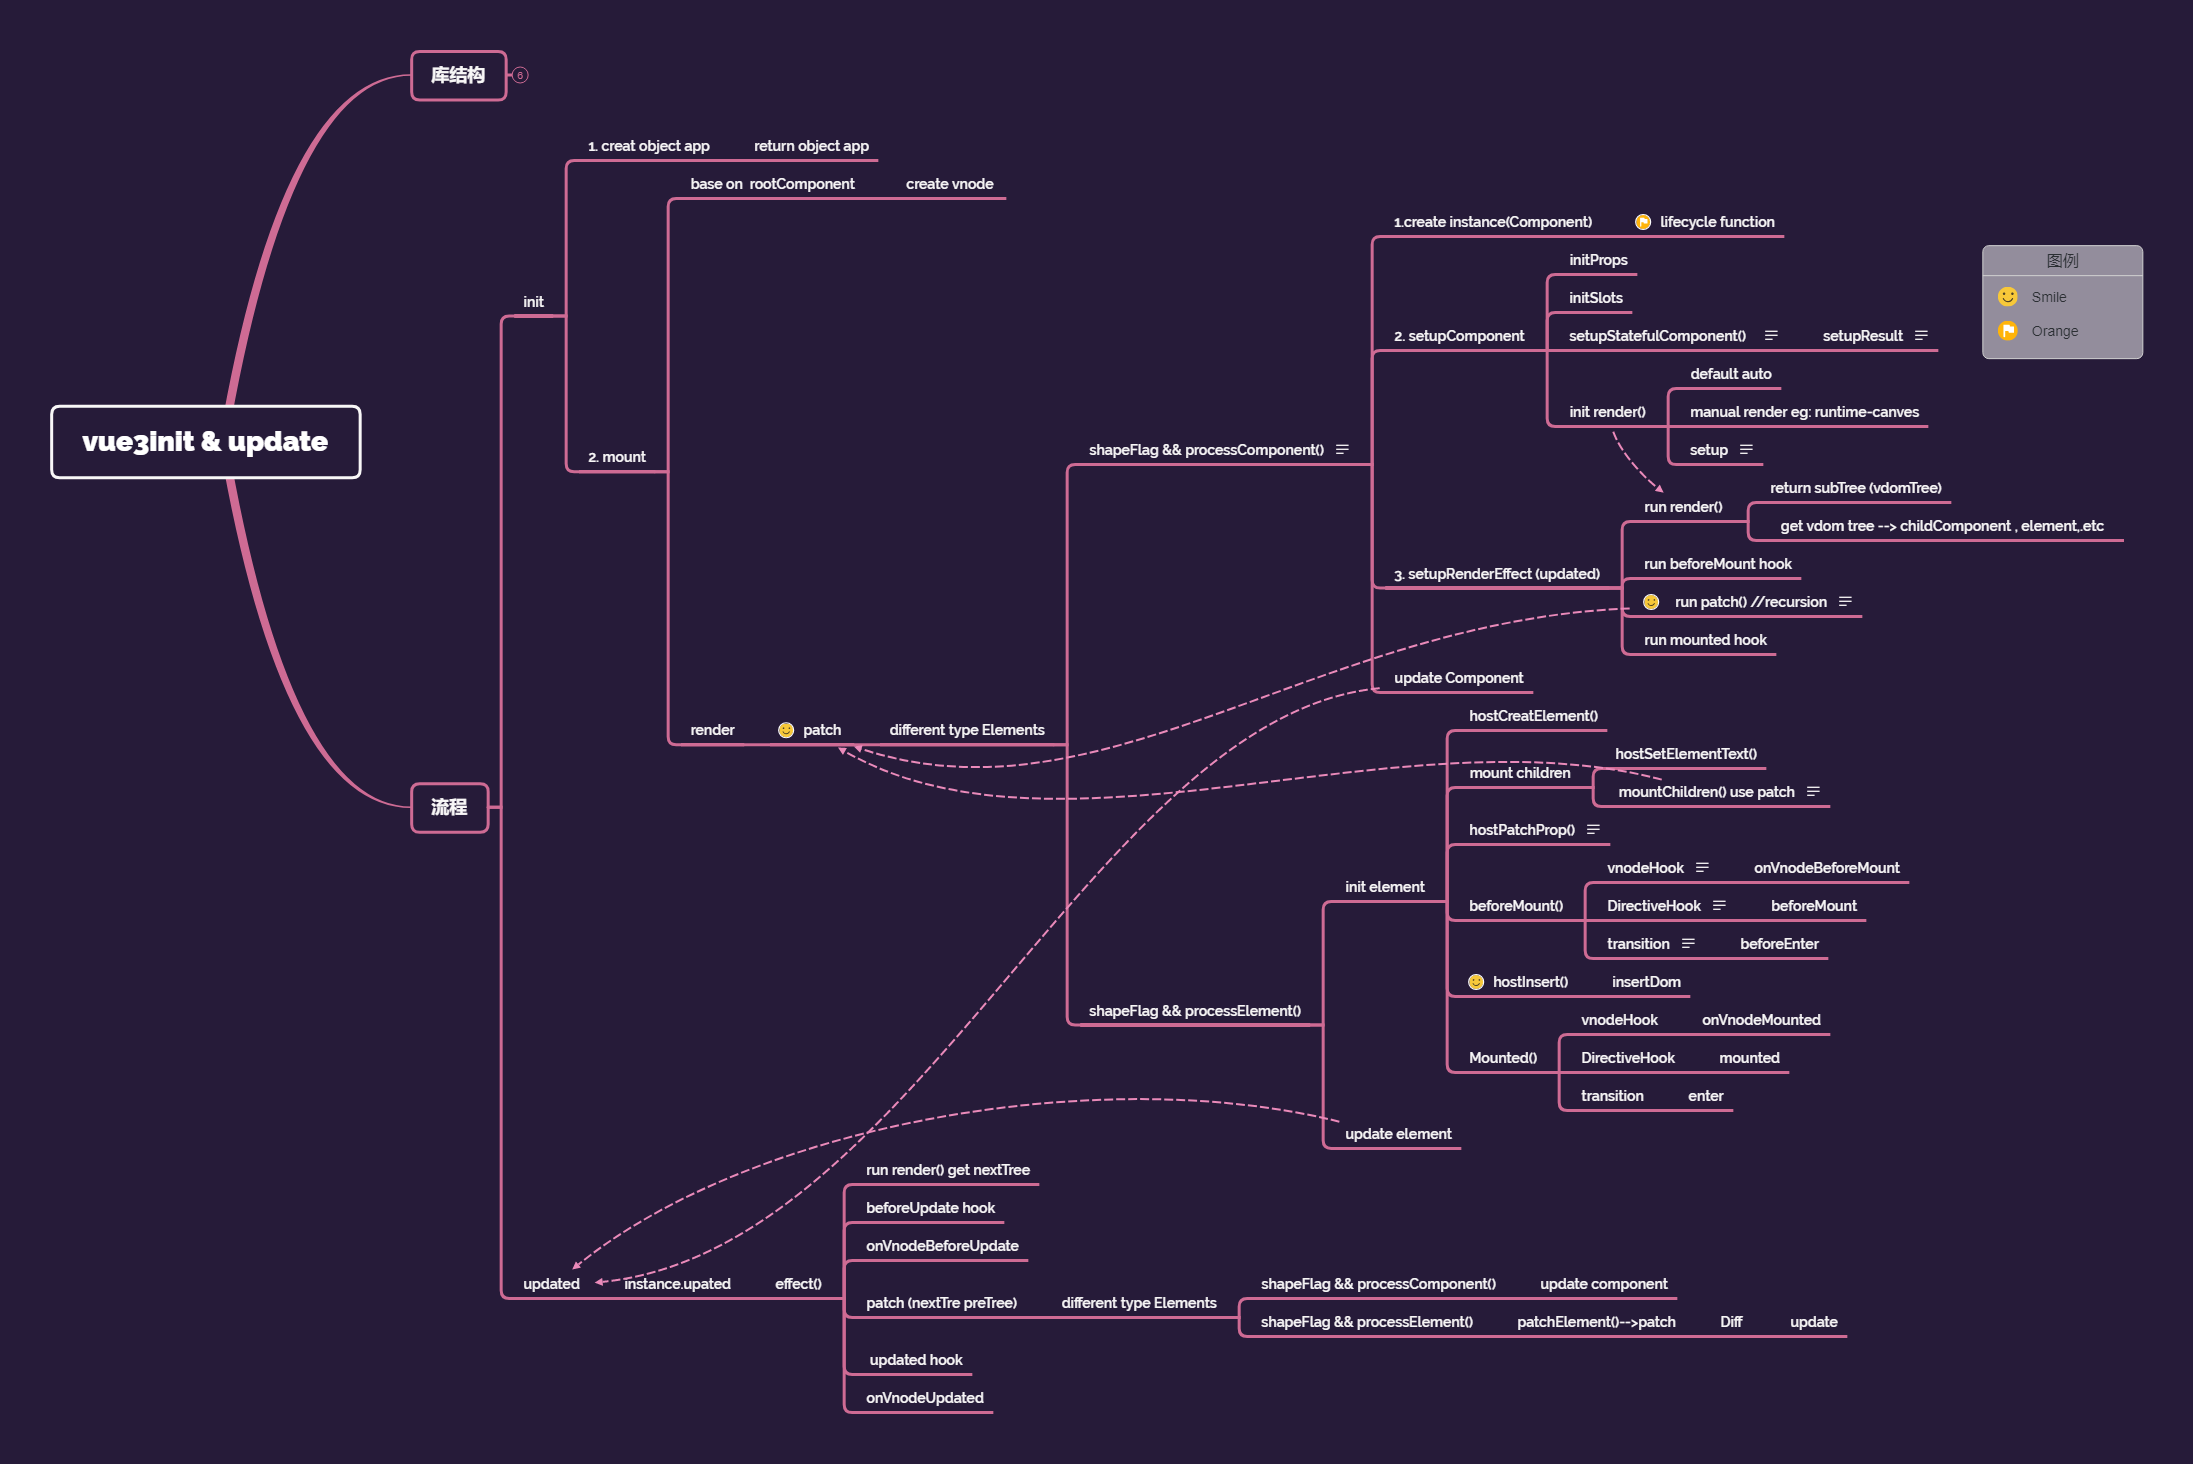 vue3init & update
库结构
6
流程
init
1. creat object app
return object app
2. mount
base on rootComponent
create vnode
render
patch
different type Elements
shapeFlag && processComponent()
1.create instance(Component)
lifecycle function
2. setupComponent
initProps
initSlots
setupStatefulComponent()
setupResult
init render()
default auto
manual render eg: runtime-canves
setup
3. setupRenderEffect (updated)
run render()
return subTree (vdomTree)
get vdom tree --> childComponent , element,.etc
run beforeMount hook
run patch() //recursion
run mounted hook
update Component
shapeFlag && processElement()
init element
hostCreatElement()
mount children
hostSetElementText()
mountChildren() use patch
hostPatchProp()
beforeMount()
vnodeHook
onVnodeBeforeMount
DirectiveHook
beforeMount
transition
beforeEnter
hostInsert()
insertDom
Mounted()
vnodeHook
onVnodeMounted
DirectiveHook
mounted
transition
enter
update element
updated
instance.upated
effect()
run render() get nextTree
beforeUpdate hook
onVnodeBeforeUpdate
patch (nextTre preTree)
different type Elements
shapeFlag && processComponent()
update component
shapeFlag && processElement()
patchElement()-->patch
Diff
update
updated hook
onVnodeUpdated
图例
Smile
Orange